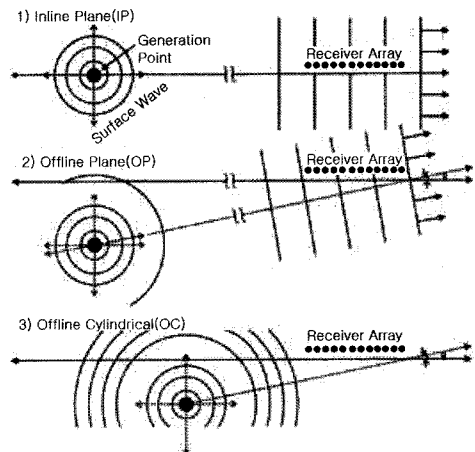 1) Inline Plane(IP)
Generation
Point
Surface Wave
Receiver Array
2) Offline Plane(OP)
Receiver Array
3) Offline Cylindrical(OC)
Receiver Array